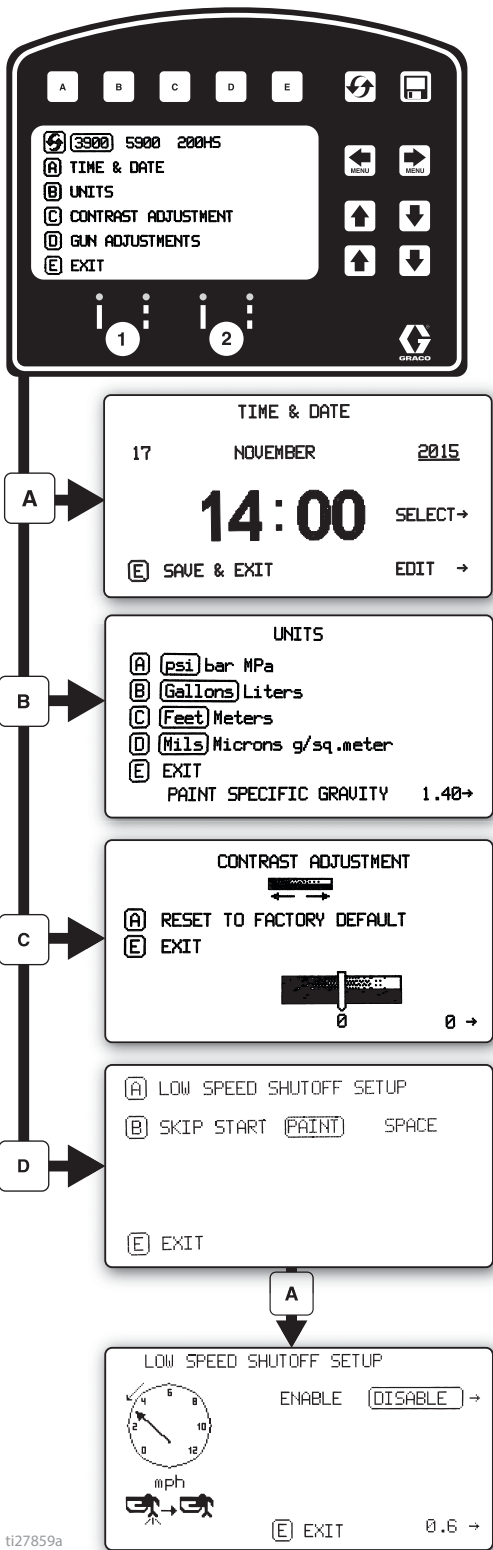 A B C D E
3900 5900 200HS
A TIME & DATE
B UNITS
C CONTRAST ADJUSTMENT
D GUN ADJUSTMENTS
E EXIT
MENU MENU
1 2
GRACO
A
TIME & DATE
17 NOVEMBER 2015
14:00
SELECT→
E SAVE & EXIT EDIT →
B
UNITS
A psi bar MPa
B Gallons Liters
C Feet Meters
D Mils Microns g/sq.meter
E EXIT
PAINT SPECIFIC GRAVITY 1.40→
C
CONTRAST ADJUSTMENT
A RESET TO FACTORY DEFAULT
E EXIT
0 0 →
D
A LOW SPEED SHUTOFF SETUP
B SKIP START PAINT SPACE
E EXIT
A
LOW SPEED SHUTOFF SETUP
ENABLE DISABLE →
0 2 4 6 8 10 12
mph
E EXIT 0.6 →
ti27859a